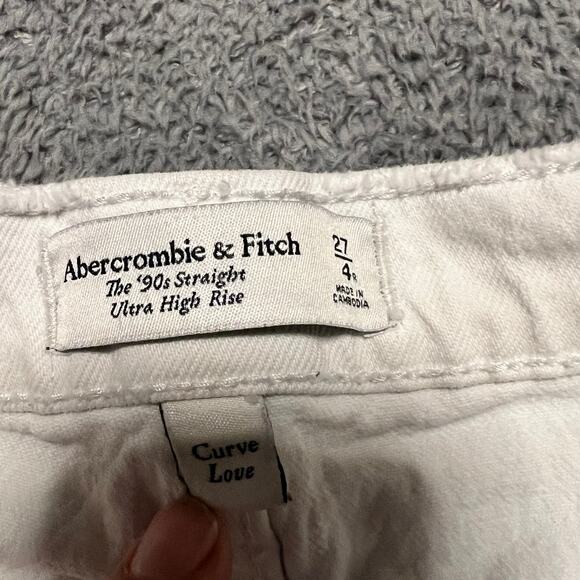 Abercrombie & Fitch
The '90s Straight
Ultra High Rise
27
4R
MADE IN
CAMBODIA
Curve
Love